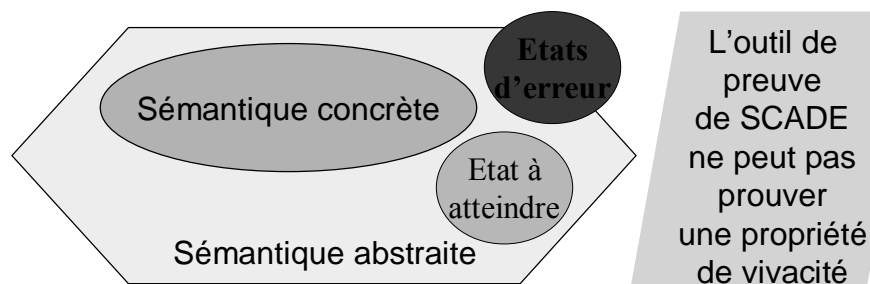 Etats
d’erreur
Sémantique concrète
Etat à
atteindre
Sémantique abstraite
L’outil de
preuve
de SCADE
ne peut pas
prouver
une propriété
de vivacité